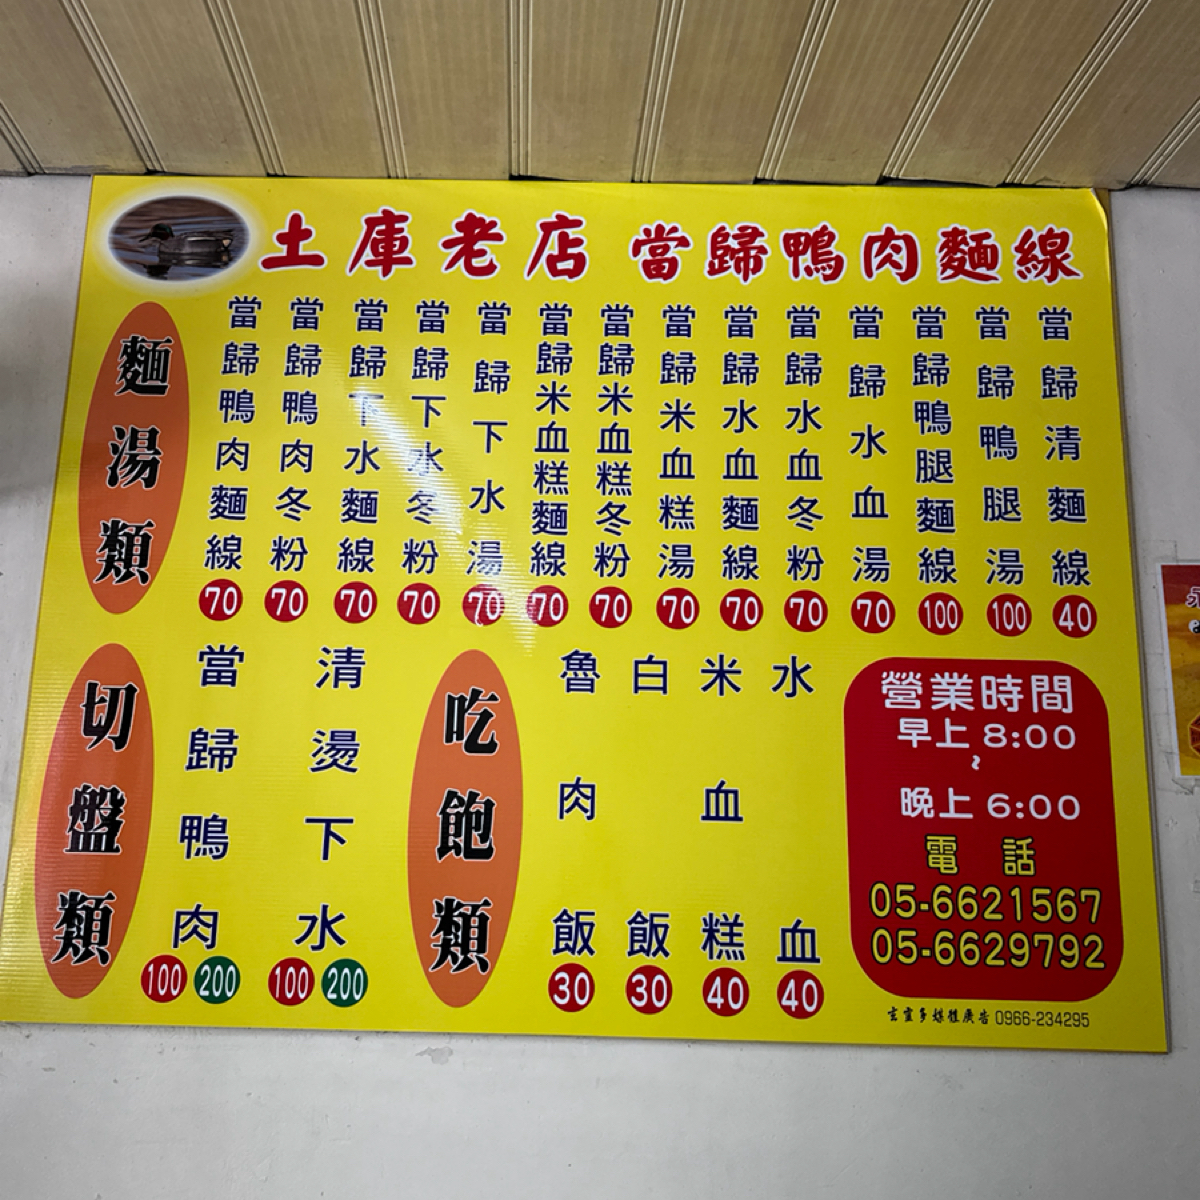 土庫老店 當歸鴨肉麵線
麵湯類
當歸鴨肉麵線 70
當歸鴨肉冬粉 70
當歸下水麵線 70
當歸下水冬粉 70
當歸下水湯 70
當歸米血糕麵線 70
當歸米血糕冬粉 70
當歸米血糕湯 70
當歸水血麵線 70
當歸水血冬粉 70
當歸水血湯 70
當歸鴨腿麵線 100
當歸鴨腿湯 100
當歸清麵線 40
切盤類
當歸鴨肉 100 200
清燙下水 100 200
吃飽類
魯肉飯 30
白飯 30
米血糕 40
水血 40
營業時間
早上 8:00
~
晚上 6:00
電話
05-6621567
05-6629792
玄宣多媒體廣告 0966-234295